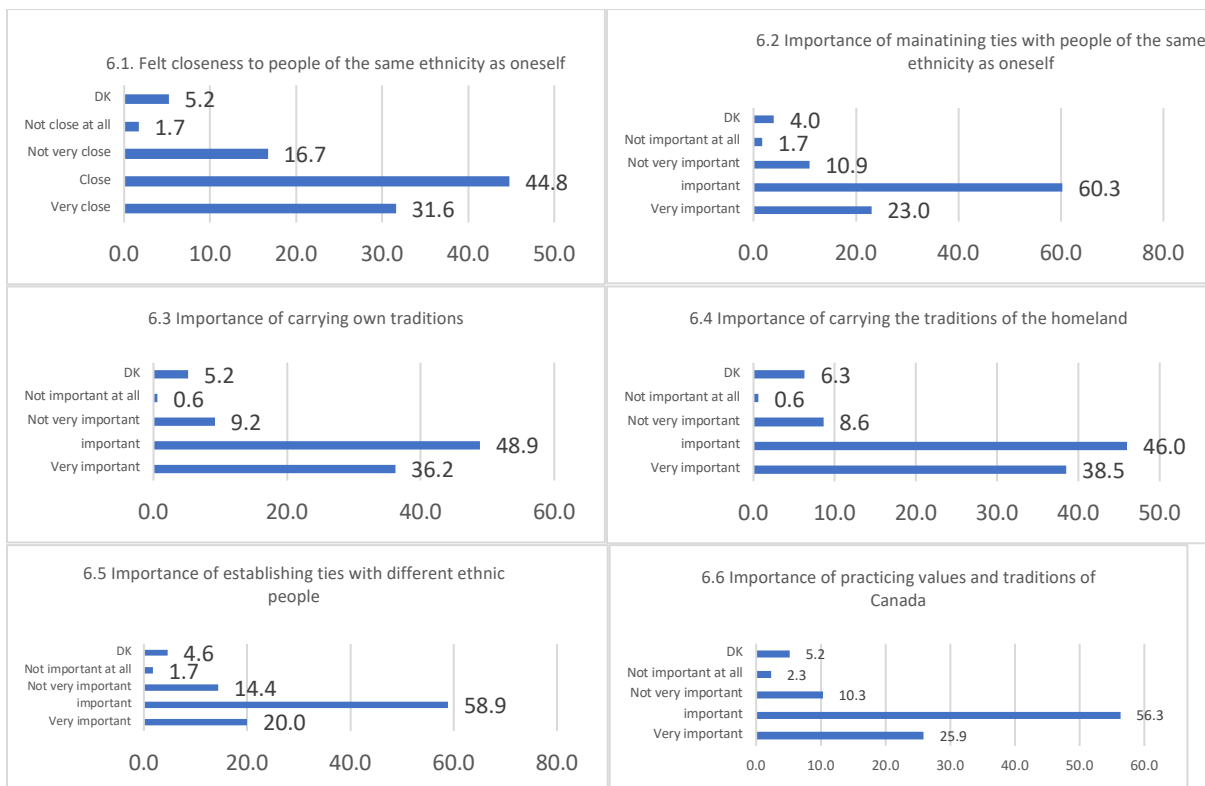 6.1. Felt closeness to people of the same ethnicity as oneself
DK 5.2
Not close at all 1.7
Not very close 16.7
Close 44.8
Very close 31.6
0.0 10.0 20.0 30.0 40.0 50.0
6.2 Importance of mainatining ties with people of the same
ethnicity as oneself
DK 4.0
Not important at all 1.7
Not very important 10.9
important 60.3
Very important 23.0
0.0 20.0 40.0 60.0 80.0
6.3 Importance of carrying own traditions
DK 5.2
Not important at all 0.6
Not very important 9.2
important 48.9
Very important 36.2
0.0 20.0 40.0 60.0
6.4 Importance of carrying the traditions of the homeland
DK 6.3
Not important at all 0.6
Not very important 8.6
important 46.0
Very important 38.5
0.0 10.0 20.0 30.0 40.0 50.0
6.5 Importance of establishing ties with different ethnic
people
DK 4.6
Not important at all 1.7
Not very important 14.4
important 58.9
Very important 20.0
0.0 20.0 40.0 60.0 80.0
6.6 Importance of practicing values and traditions of
Canada
DK 5.2
Not important at all 2.3
Not very important 10.3
important 56.3
Very important 25.9
0.0 10.0 20.0 30.0 40.0 50.0 60.0